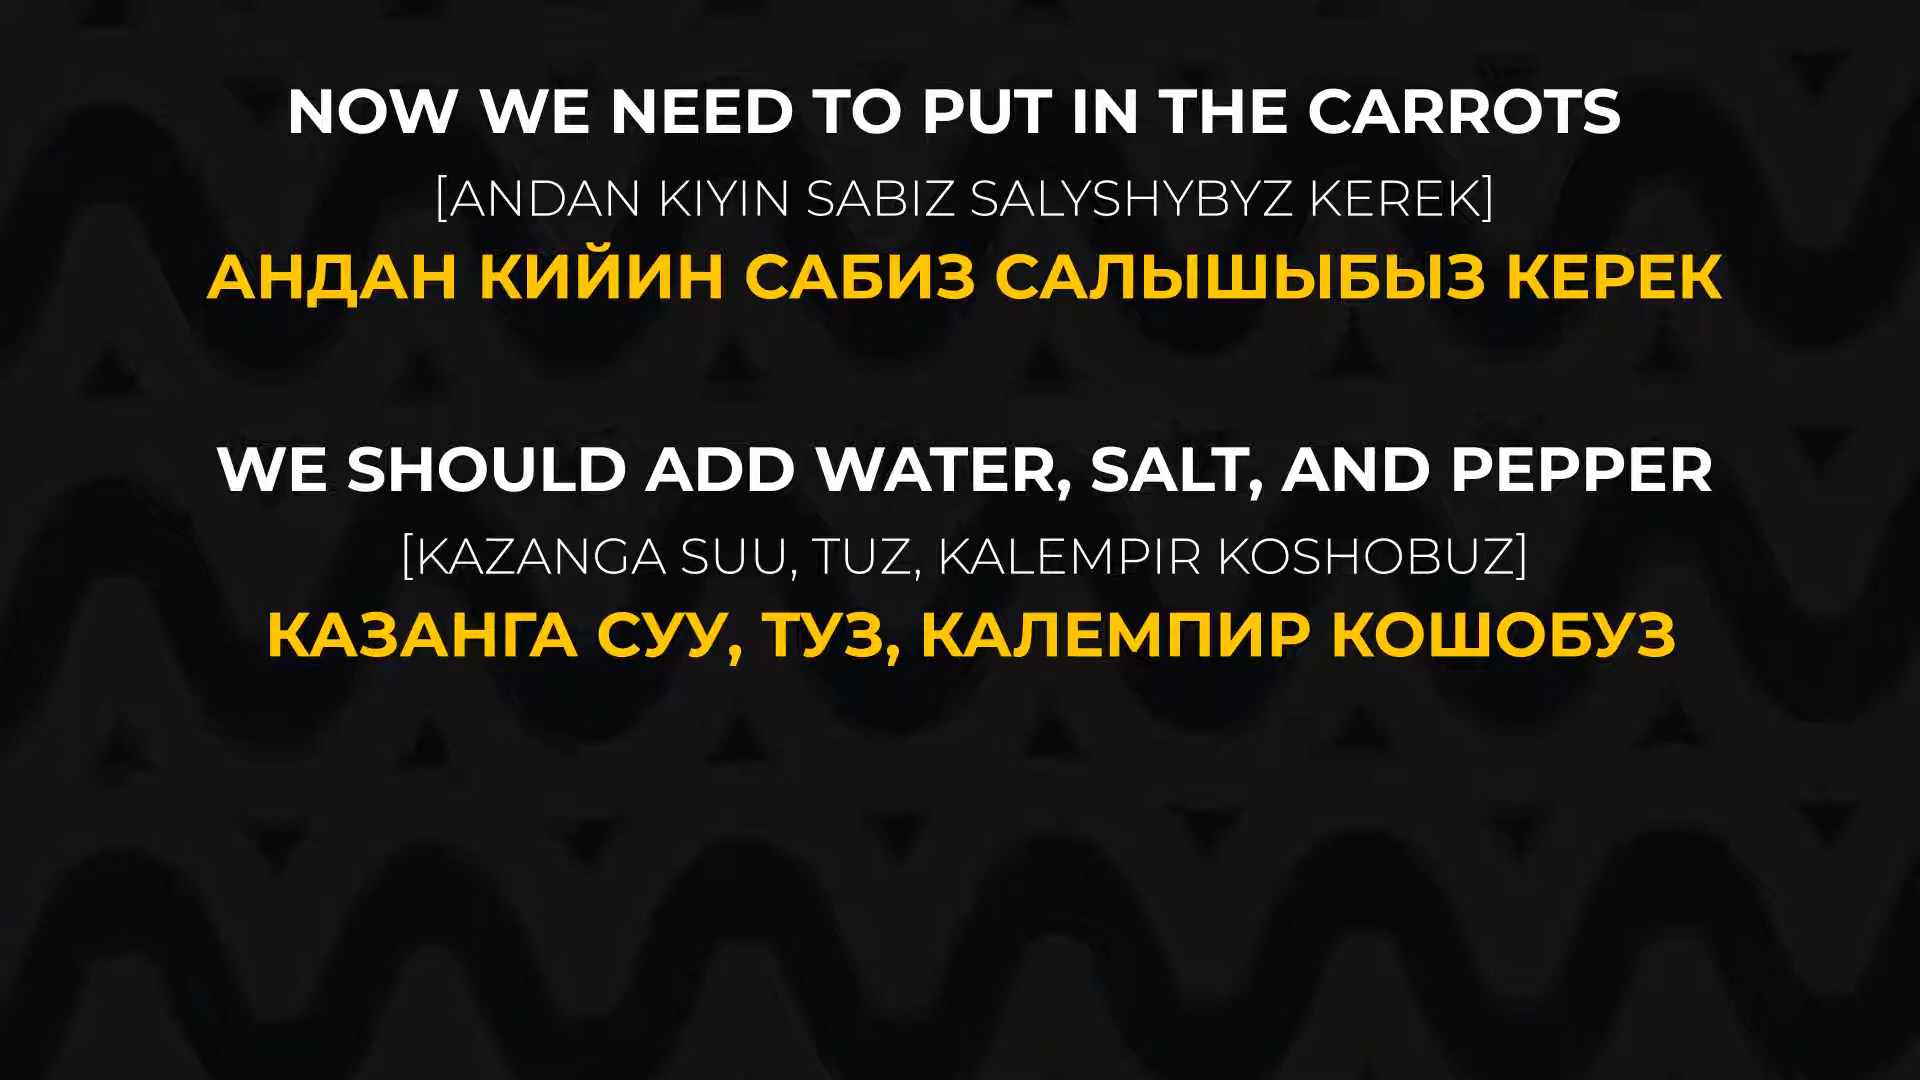 NOW WE NEED TO PUT IN THE CARROTS
[ANDAN KIYIN SABIZ SALYSHYBYZ KEREK]
АНДАН КИЙИН САБИЗ САЛЫШЫБЫЗ КЕРЕК
WE SHOULD ADD WATER, SALT, AND PEPPER
[KAZANGA SUU, TUZ, KALEMPIR KOSHOBUZ]
КАЗАНГА СУУ, ТУЗ, КАЛЕМПИР КОШОБУЗ